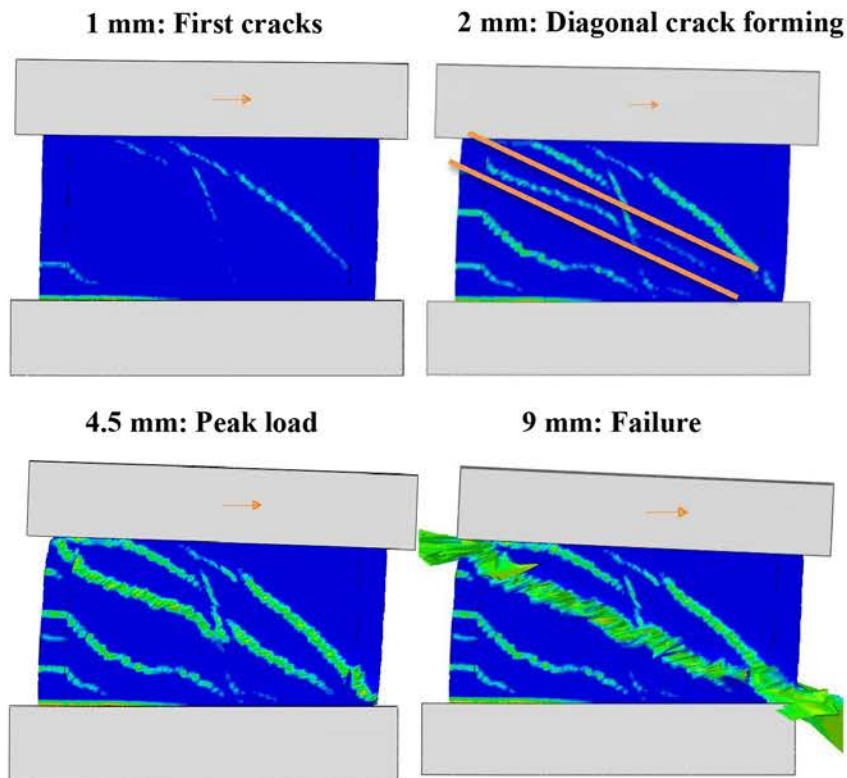 1 mm: First cracks
2 mm: Diagonal crack forming
4.5 mm: Peak load
9 mm: Failure